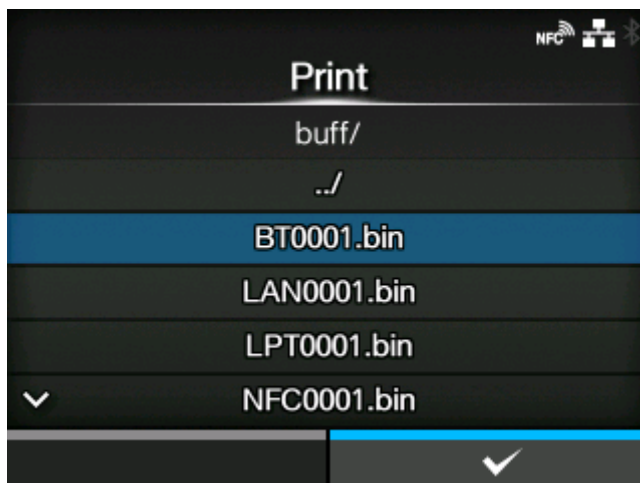 NFC
Print
buff/
../
BT0001.bin
LAN0001.bin
LPT0001.bin
NFC0001.bin